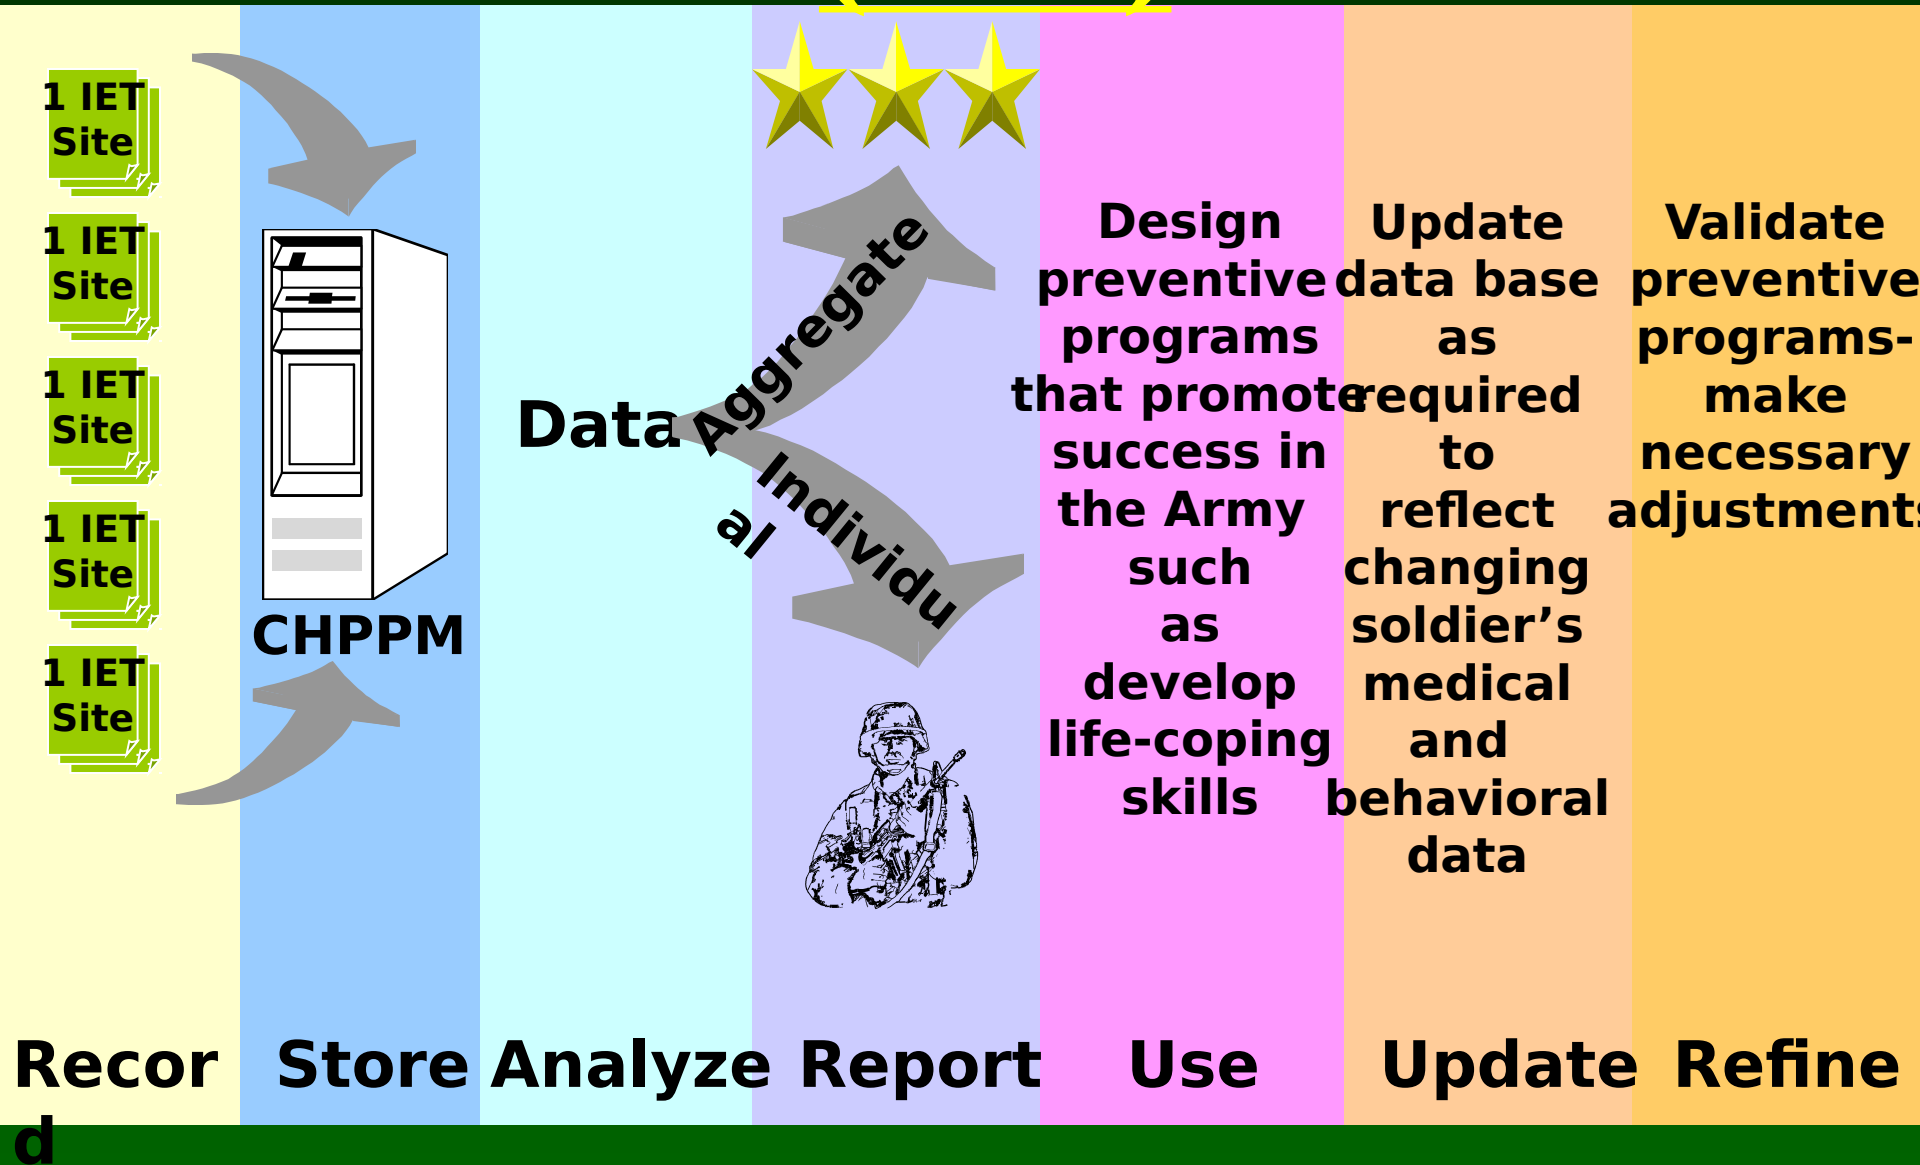 1 IET
Site
1 IET
Site
1 IET
Site
1 IET
Site
1 IET
Site
CHPPM
Data
Aggregate
Individu
al
Design
preventive
programs
that promote
success in
the Army
such
as
develop
life-coping
skills
Update
data base
as
required
to
reflect
changing
soldier’s
medical
and
behavioral
data
Validate
preventive
programs-
make
necessary
adjustments
Recor
d
Store
Analyze
Report
Use
Update
Refine